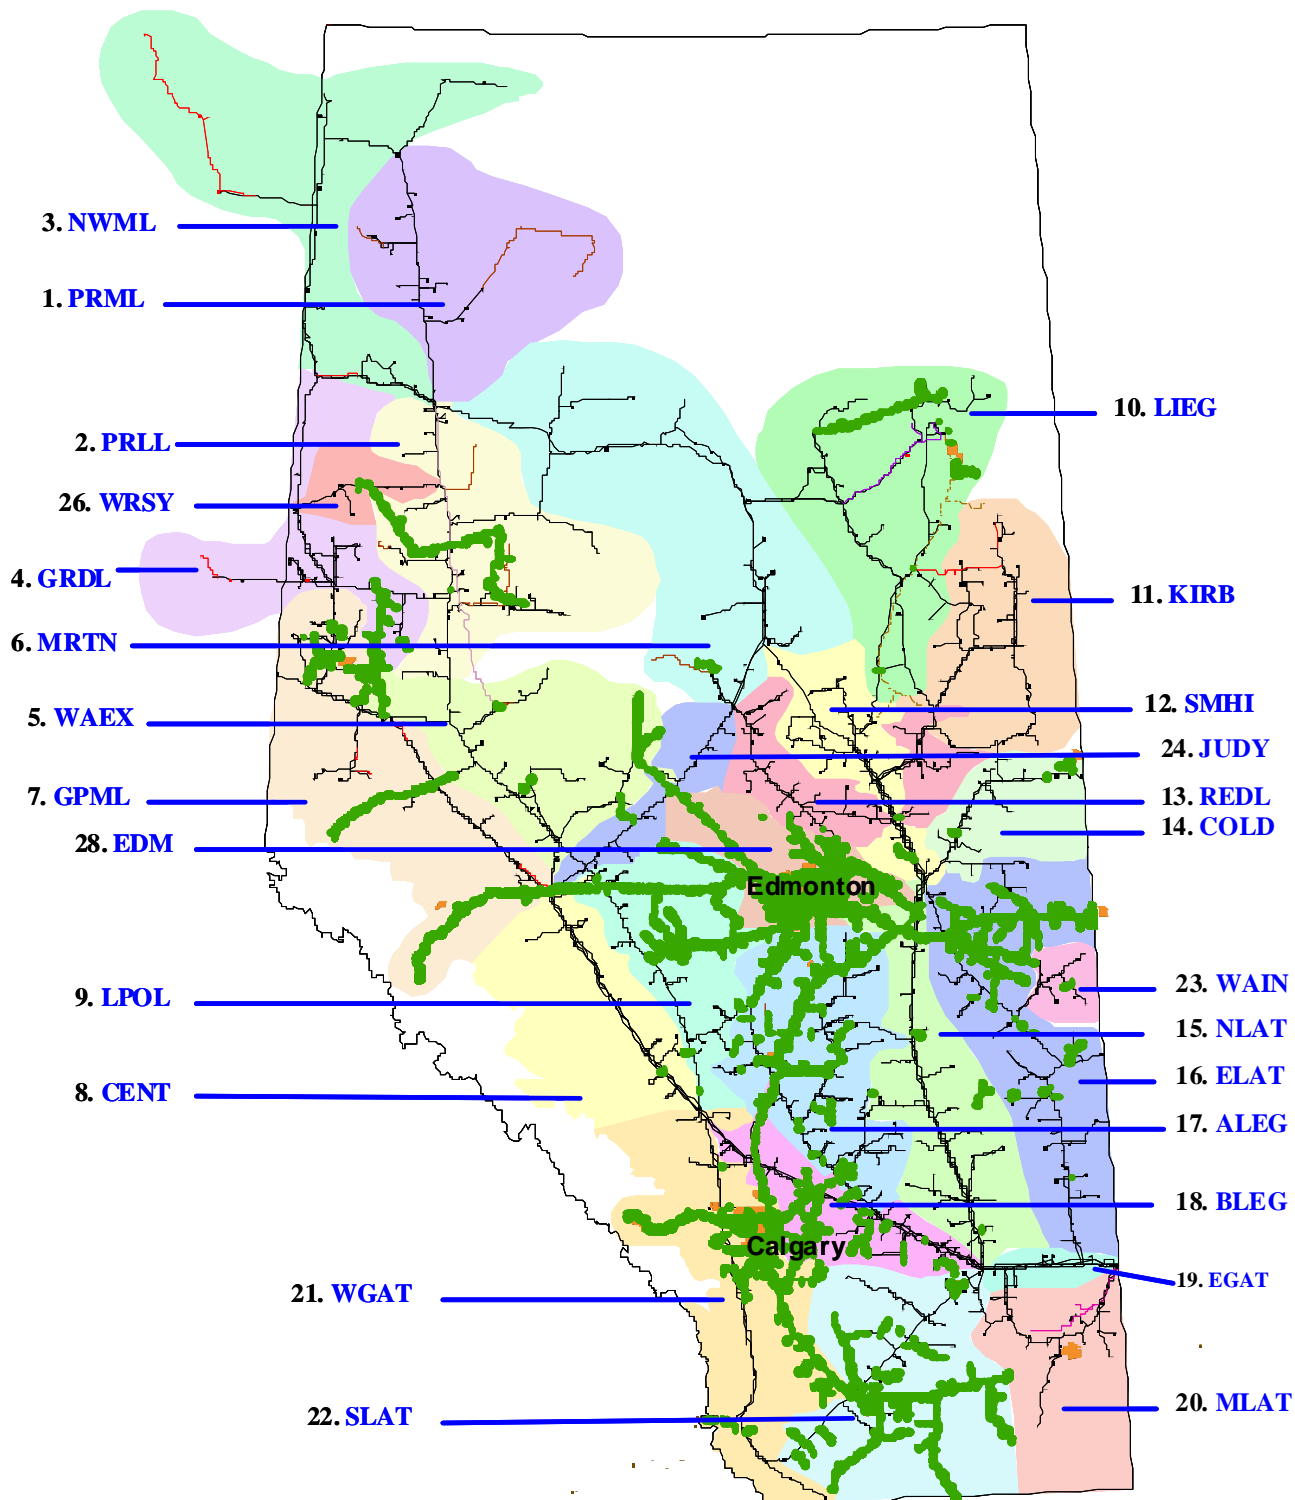 3. NWML
1. PRML
10. LIEG
2. PRLL
26. WRSY
4. GRDL
11. KIRB
6. MRTN
12. SMHI
5. WAEX
24. JUDY
7. GPML
13. REDL
14. COLD
28. EDM
Edmonton
23. WAIN
9. LPOL
15. NLAT
16. ELAT
8. CENT
17. ALEG
18. BLEG
Calgary
19. EGAT
21. WGAT
20. MLAT
22. SLAT